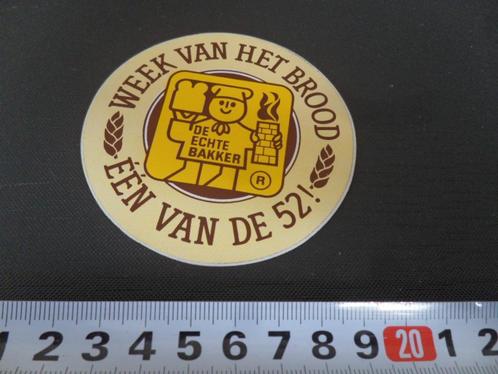 WEEK VAN HET BROOD
DE
ECHTE
BAKKER
®
ÉÉN VAN DE 52!
1 2 3 4 5 6 7 8 9 20 1 2